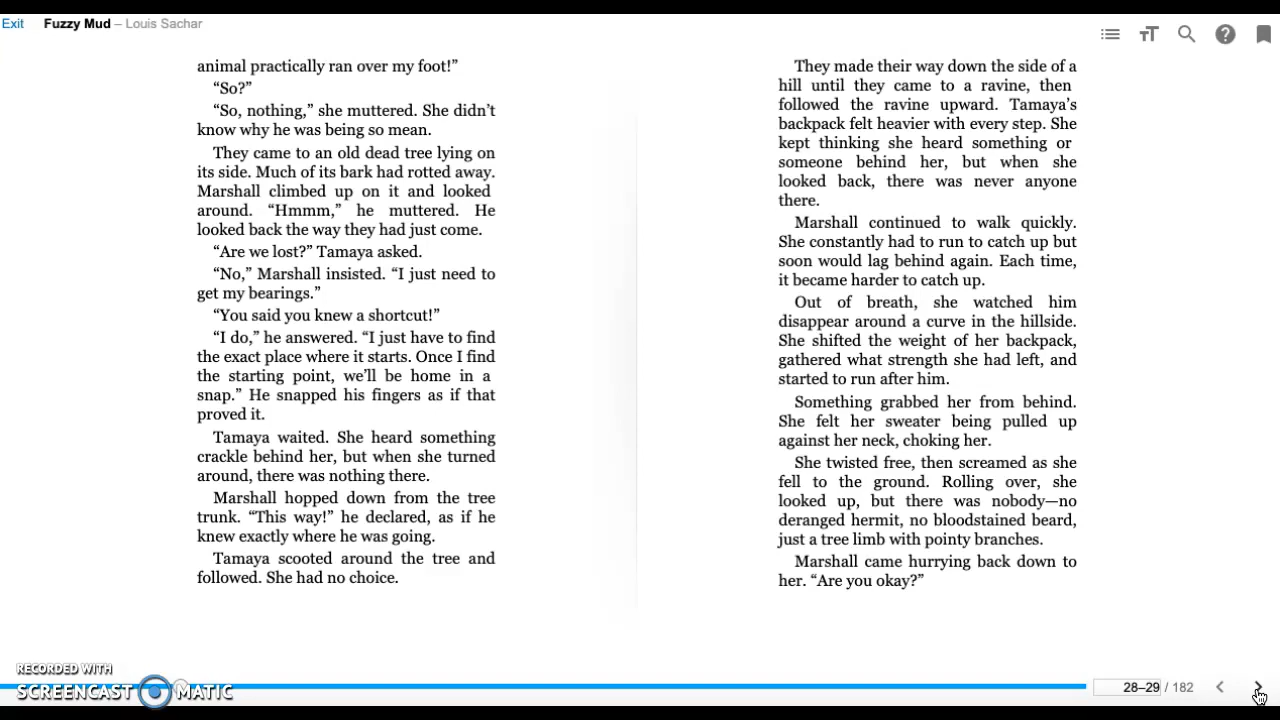 Exit Fuzzy Mud – Louis Sachar
animal practically ran over my foot!”
“So?”
“So, nothing,” she muttered. She didn’t
know why he was being so mean.
They came to an old dead tree lying on
its side. Much of its bark had rotted away.
Marshall climbed up on it and looked
around. “Hmmm,” he muttered. He
looked back the way they had just come.
“Are we lost?” Tamaya asked.
“No,” Marshall insisted. “I just need to
get my bearings.”
“You said you knew a shortcut!”
“I do,” he answered. “I just have to find
the exact place where it starts. Once I find
the starting point, we’ll be home in a
snap.” He snapped his fingers as if that
proved it.
Tamaya waited. She heard something
crackle behind her, but when she turned
around, there was nothing there.
Marshall hopped down from the tree
trunk. “This way!” he declared, as if he
knew exactly where he was going.
Tamaya scooted around the tree and
followed. She had no choice.
They made their way down the side of a
hill until they came to a ravine, then
followed the ravine upward. Tamaya’s
backpack felt heavier with every step. She
kept thinking she heard something or
someone behind her, but when she
looked back, there was never anyone
there.
Marshall continued to walk quickly.
She constantly had to run to catch up but
soon would lag behind again. Each time,
it became harder to catch up.
Out of breath, she watched him
disappear around a curve in the hillside.
She shifted the weight of her backpack,
gathered what strength she had left, and
started to run after him.
Something grabbed her from behind.
She felt her sweater being pulled up
against her neck, choking her.
She twisted free, then screamed as she
fell to the ground. Rolling over, she
looked up, but there was nobody—no
deranged hermit, no bloodstained beard,
just a tree limb with pointy branches.
Marshall came hurrying back down to
her. “Are you okay?”
RECORDED WITH
SCREENCAST MATIC
28–29 / 182